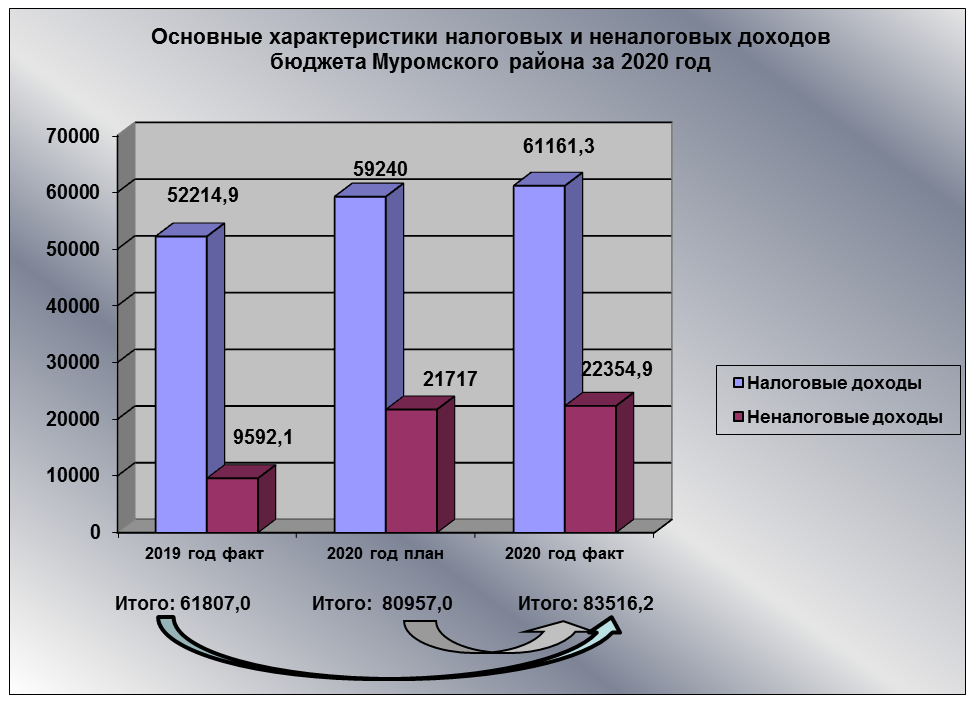 Основные характеристики налоговых и неналоговых доходов
бюджета Муромского района за 2020 год
70000
60000
50000
40000
30000
20000
10000
0
52214,9
9592,1
59240
21717
61161,3
22354,9
2019 год факт
2020 год план
2020 год факт
Налоговые доходы
Неналоговые доходы
Итого: 61807,0
Итого: 80957,0
Итого: 83516,2